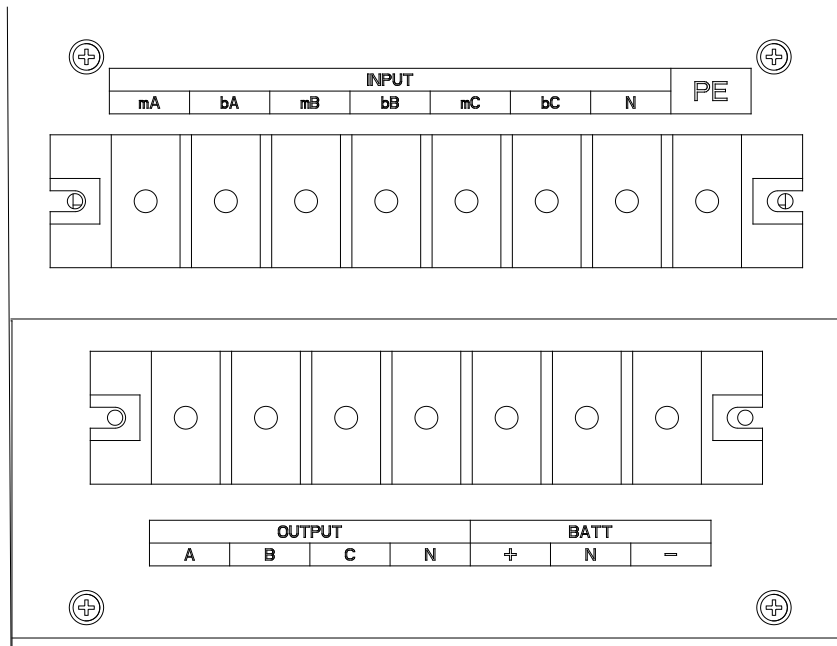 INPUT PE
mA bA mB bB mC bC N
OUTPUT BATT
A B C N + N −